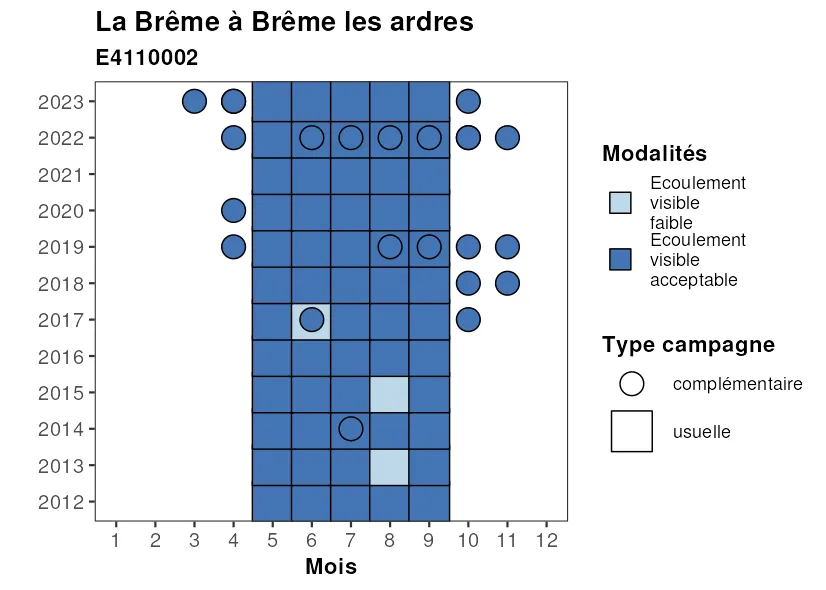 La Brême à Brême les ardres
E4110002
2023
2022
2021
2020
2019
2018
2017
2016
2015
2014
2013
2012
1 2 3 4 5 6 7 8 9 10 11 12
Mois
Modalités
Ecoulement
visible
faible
Ecoulement
visible
acceptable
Type campagne
complémentaire
usuelle